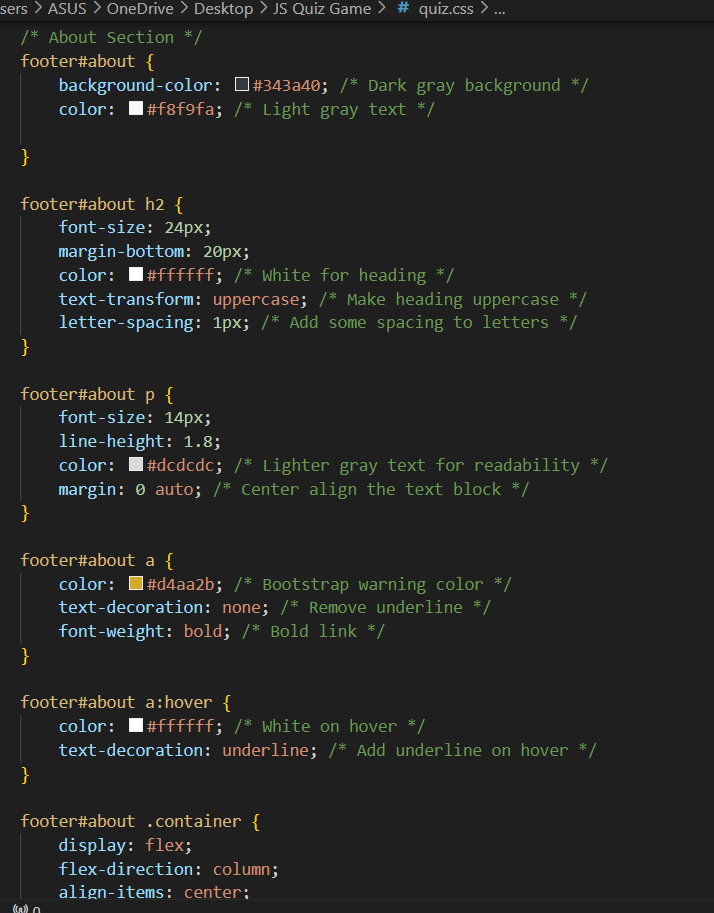 sers > ASUS > OneDrive > Desktop > JS Quiz Game > # quiz.css > ...
/* About Section */
footer#about {
    background-color: #343a40; /* Dark gray background */
    color: #f8f9fa; /* Light gray text */
}
footer#about h2 {
    font-size: 24px;
    margin-bottom: 20px;
    color: #ffffff; /* White for heading */
    text-transform: uppercase; /* Make heading uppercase */
    letter-spacing: 1px; /* Add some spacing to letters */
}
footer#about p {
    font-size: 14px;
    line-height: 1.8;
    color: #dcdcdc; /* Lighter gray text for readability */
    margin: 0 auto; /* Center align the text block */
}
footer#about a {
    color: #d4aa2b; /* Bootstrap warning color */
    text-decoration: none; /* Remove underline */
    font-weight: bold; /* Bold link */
}
footer#about a:hover {
    color: #ffffff; /* White on hover */
    text-decoration: underline; /* Add underline on hover */
}
footer#about .container {
    display: flex;
    flex-direction: column;
    align-items: center;
0